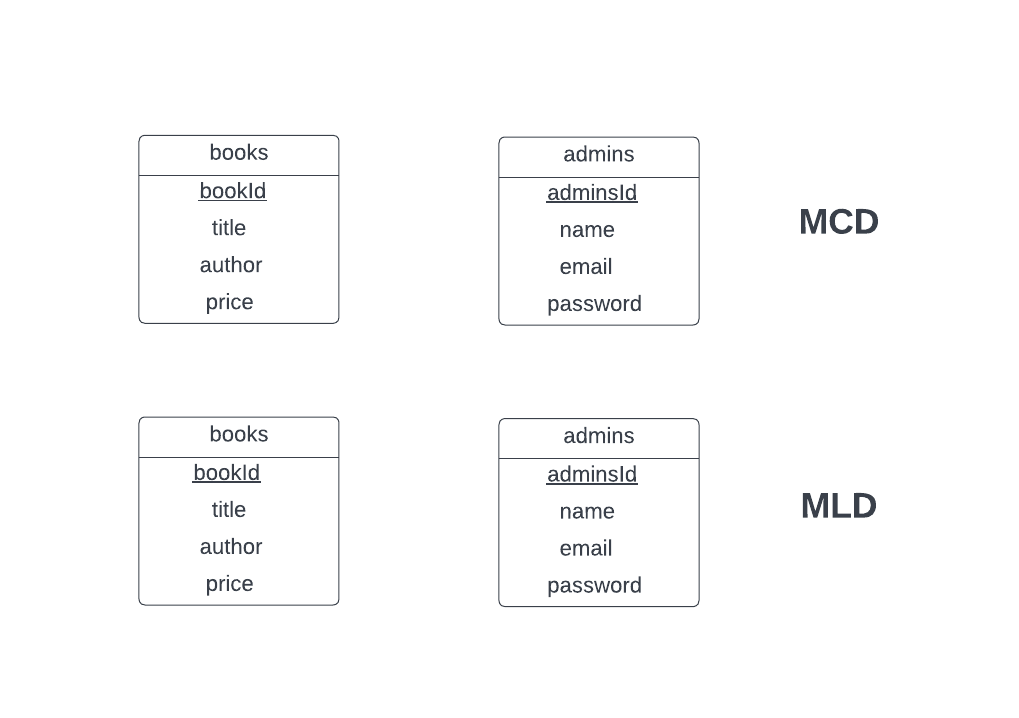 books
bookId
title
author
price
admins
adminsId
name
email
password
MCD
books
bookId
title
author
price
admins
adminsId
name
email
password
MLD